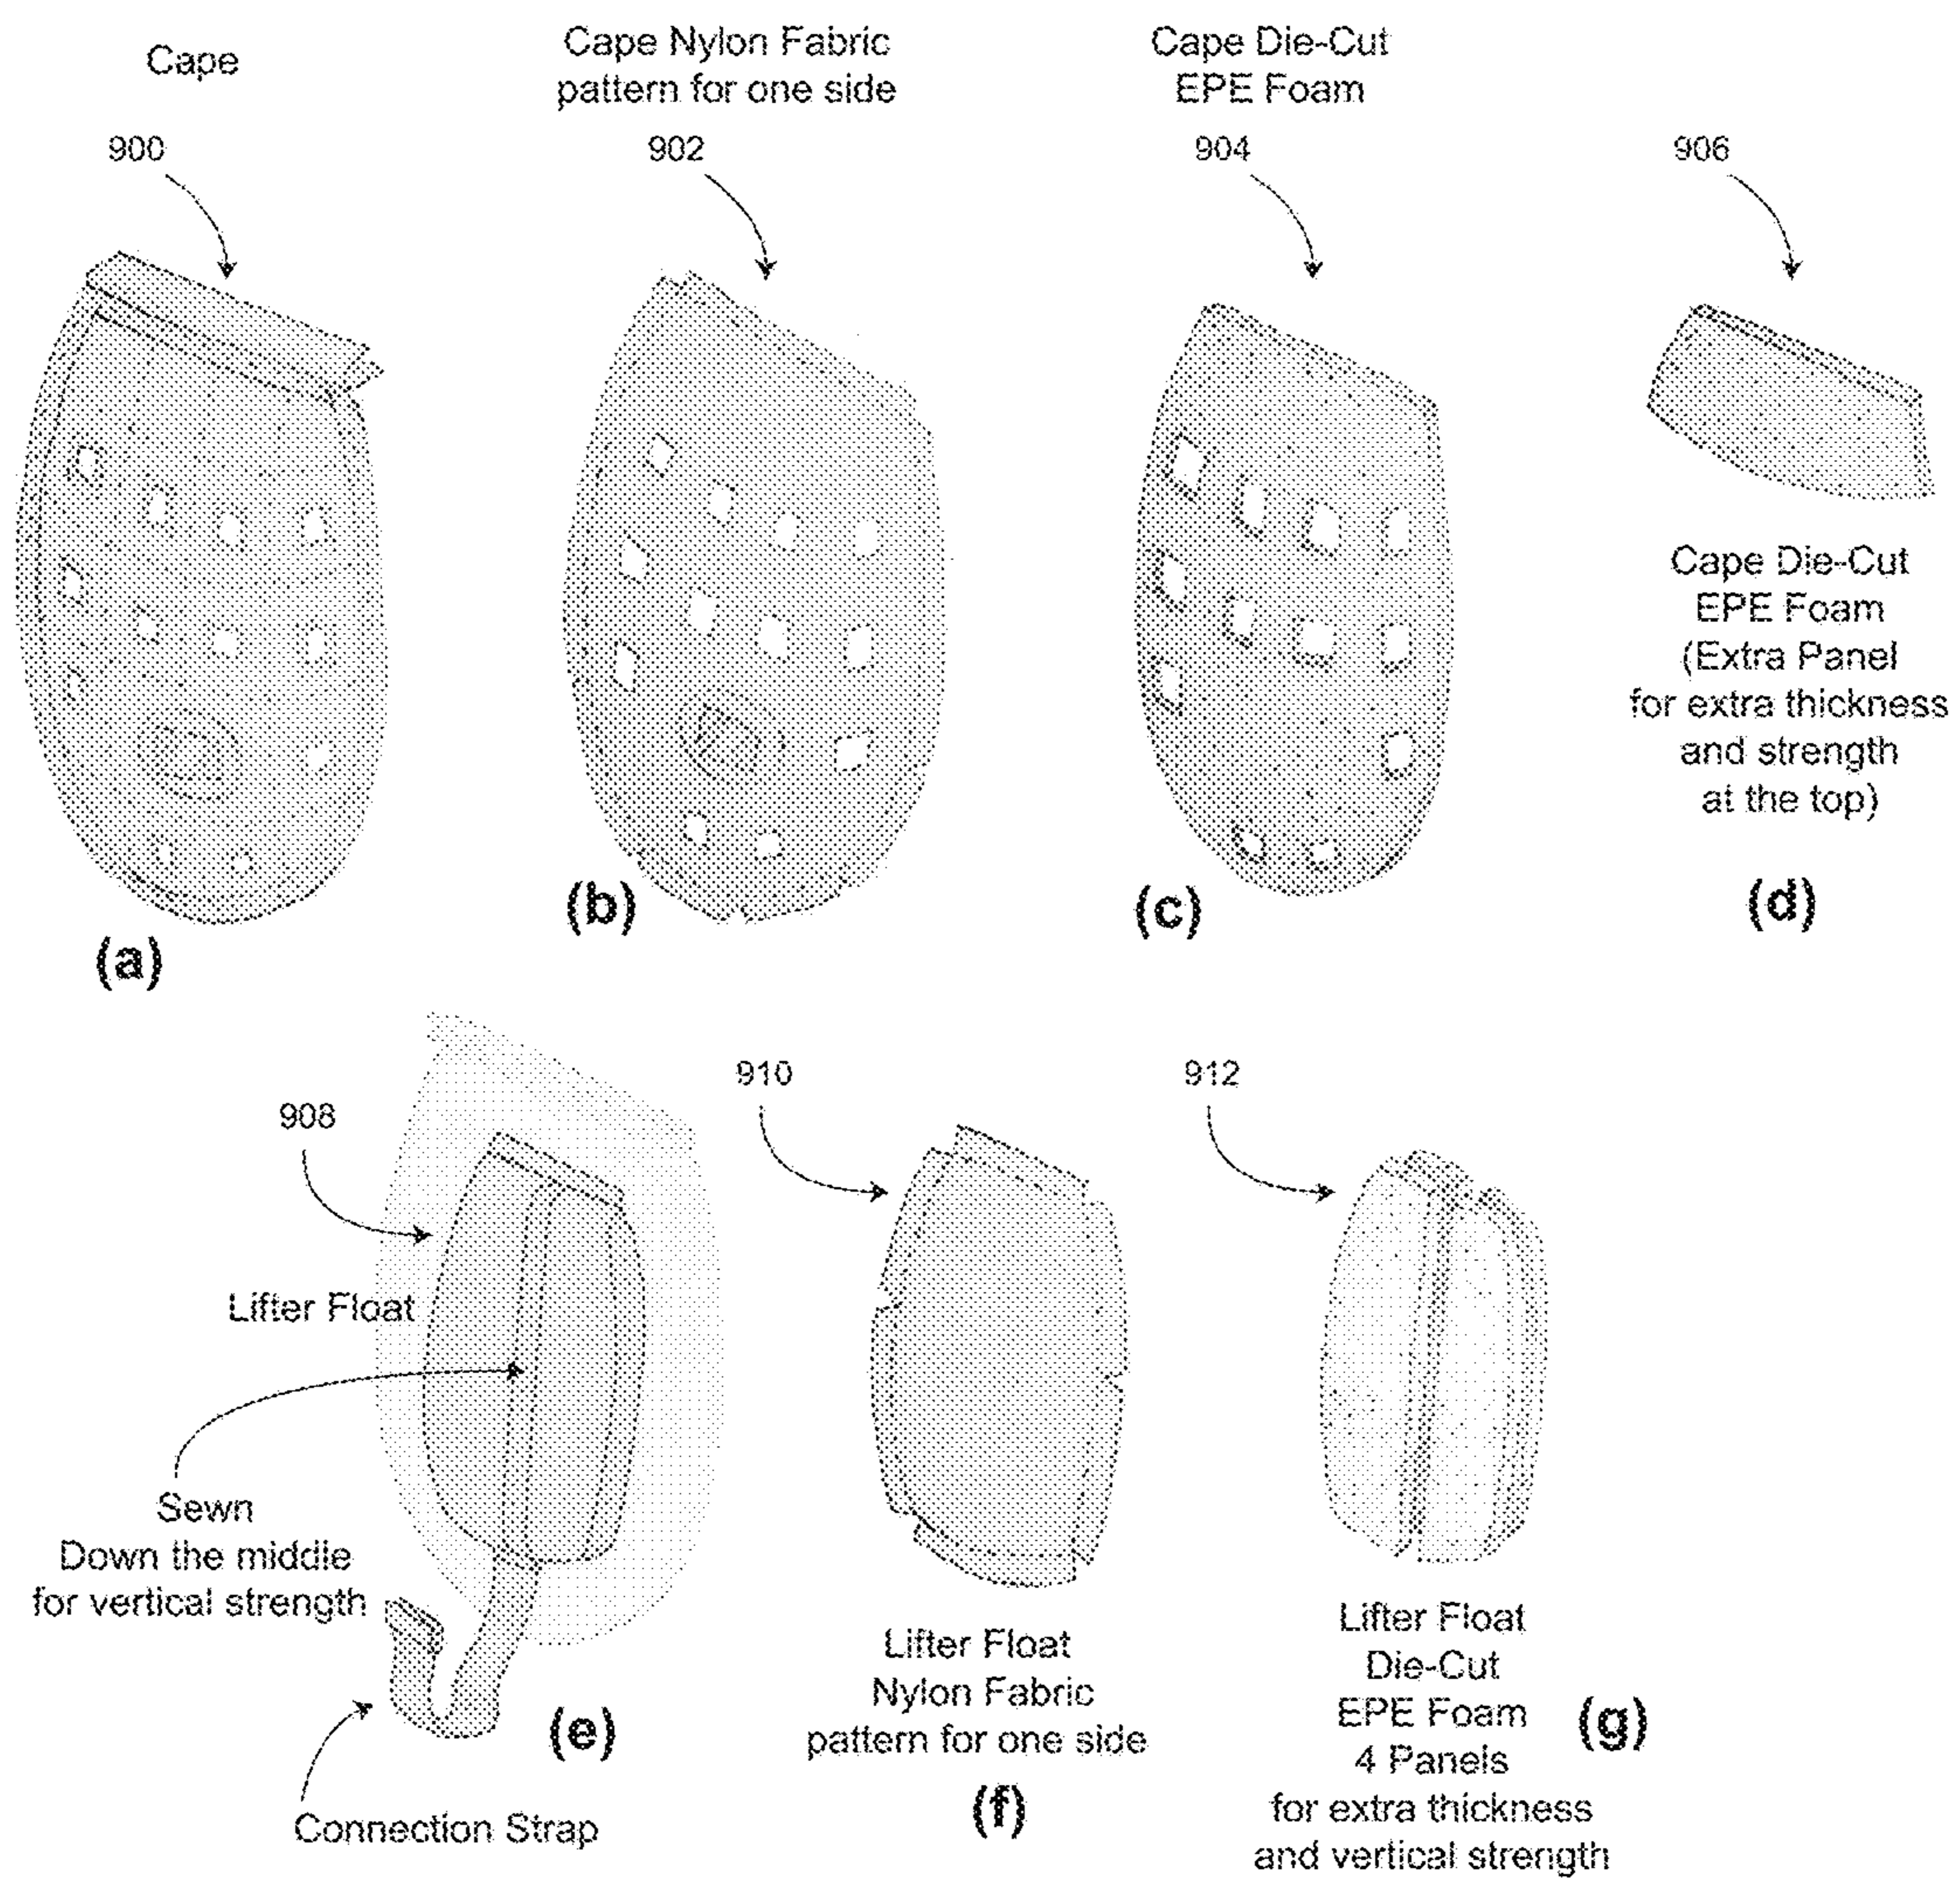 Cape
900
(a)
Cape Nylon Fabric
pattern for one side
902
(b)
Cape Die-Cut
EPE Foam
904
(c)
906
Cape Die-Cut
EPE Foam
(Extra Panel
for extra thickness
and strength
at the top)
(d)
908
Lifter Float
Sewn
Down the middle
for vertical strength
Connection Strap
(e)
910
Lifter Float
Nylon Fabric
pattern for one side
(f)
912
Lifter Float
Die-Cut
EPE Foam
4 Panels
for extra thickness
and vertical strength
(g)